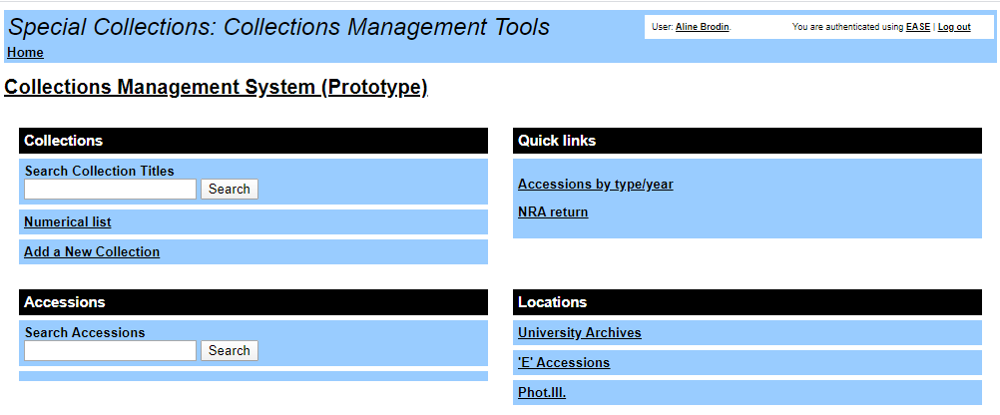 Special Collections: Collections Management Tools
User: Aline Brodin.
You are authenticated using EASE | Log out
Home
Collections Management System (Prototype)
Collections
Search Collection Titles
Search
Numerical list
Add a New Collection
Quick links
Accessions by type/year
NRA return
Accessions
Search Accessions
Search
Locations
University Archives
'E' Accessions
Phot.Ill.